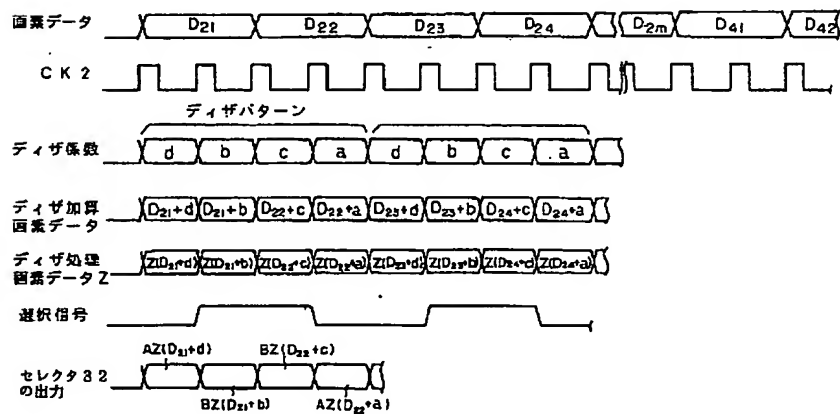 画素データ D21 D22 D23 D24 D2m D41 D42
CK2
ディザパターン
ディザ係数 d b c a d b c a
ディザ加算 画素データ D21+d D21+b D22+c D22+a D23+d D23+b D24+c D24+a
ディザ処理 画素データZ Z(D21+d) Z(D21+b) Z(D22+c) Z(D22+a) Z(D23+d) Z(D23+b) Z(D24+c) Z(D24+a)
選択信号
AZ(D21+d) BZ(D22+c)
セレクタ32 の出力
BZ(D21+b) AZ(D22+a)